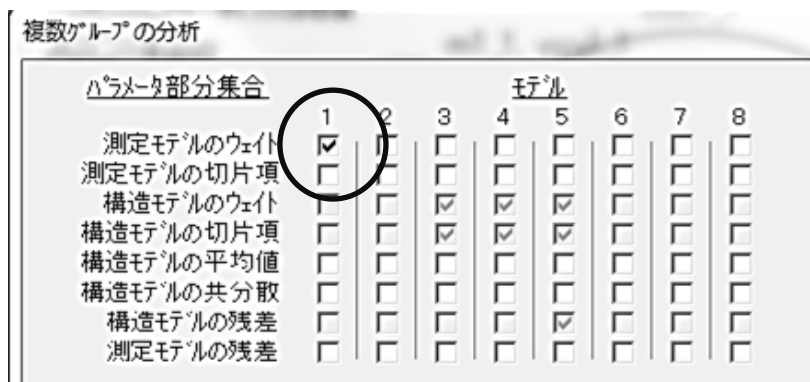 複数ｸﾞﾙｰﾌﾟの分析
ﾊﾟﾗﾒｰﾀ部分集合 ﾓﾃﾞﾙ
1 2 3 4 5 6 7 8
測定ﾓﾃﾞﾙのｳｪｲﾄ
測定ﾓﾃﾞﾙの切片項
構造ﾓﾃﾞﾙのｳｪｲﾄ
構造ﾓﾃﾞﾙの切片項
構造ﾓﾃﾞﾙの平均値
構造ﾓﾃﾞﾙの共分散
構造ﾓﾃﾞﾙの残差
測定ﾓﾃﾞﾙの残差